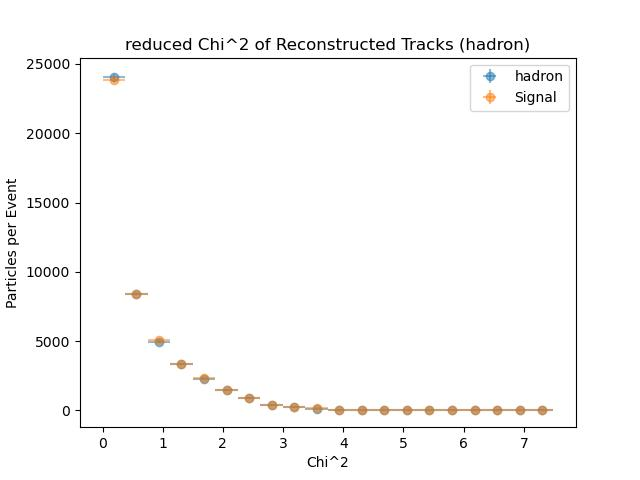 reduced Chi^2 of Reconstructed Tracks (hadron)
hadron
Signal
Particles per Event
25000
20000
15000
10000
5000
0
0 1 2 3 4 5 6 7
Chi^2